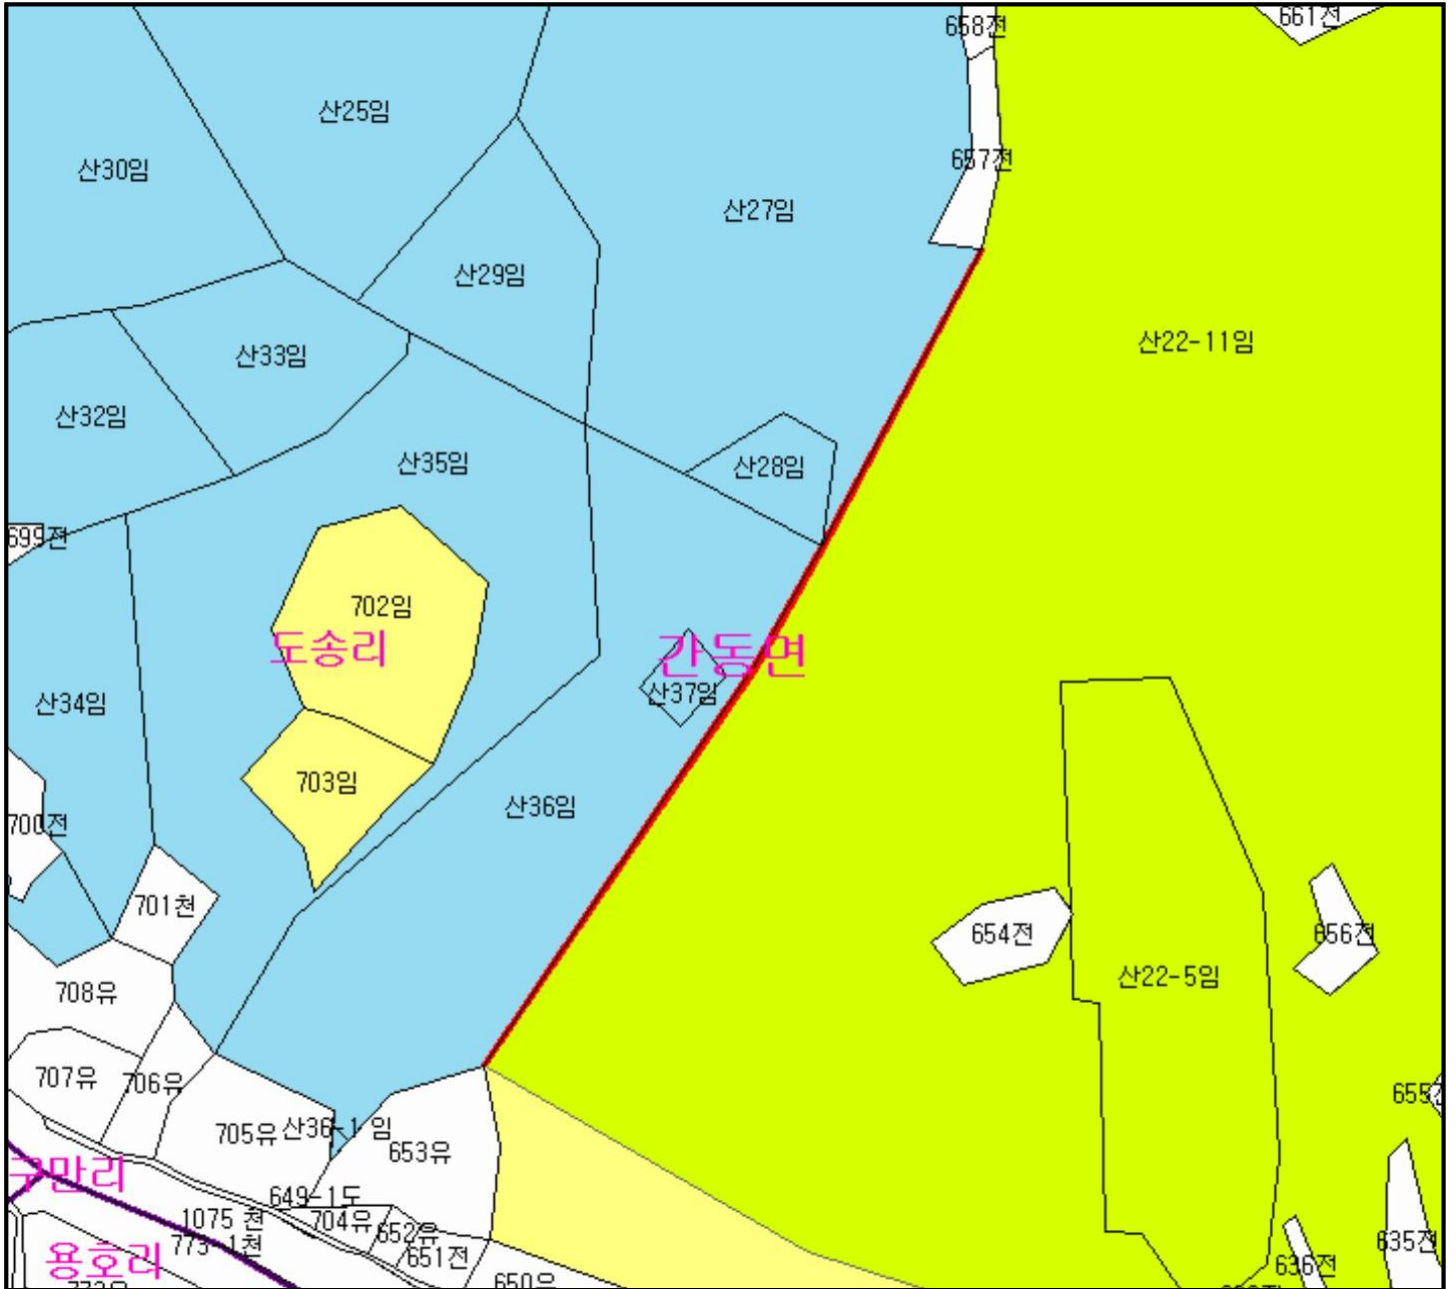 658전
661전
산25임
산30임
657전
산27임
산29임
산22-11임
산33임
산32임
산35임
산28임
699전
702임
도송리
간동면
산37임
산34임
703임
산36임
700전
701천
654전
656전
산22-5임
708유
707유
706유
655전
705유
산36-1 임
653유
구만리
649-1도
1075 천
704유
652유
773-1천
651전
635전
용호리
636전